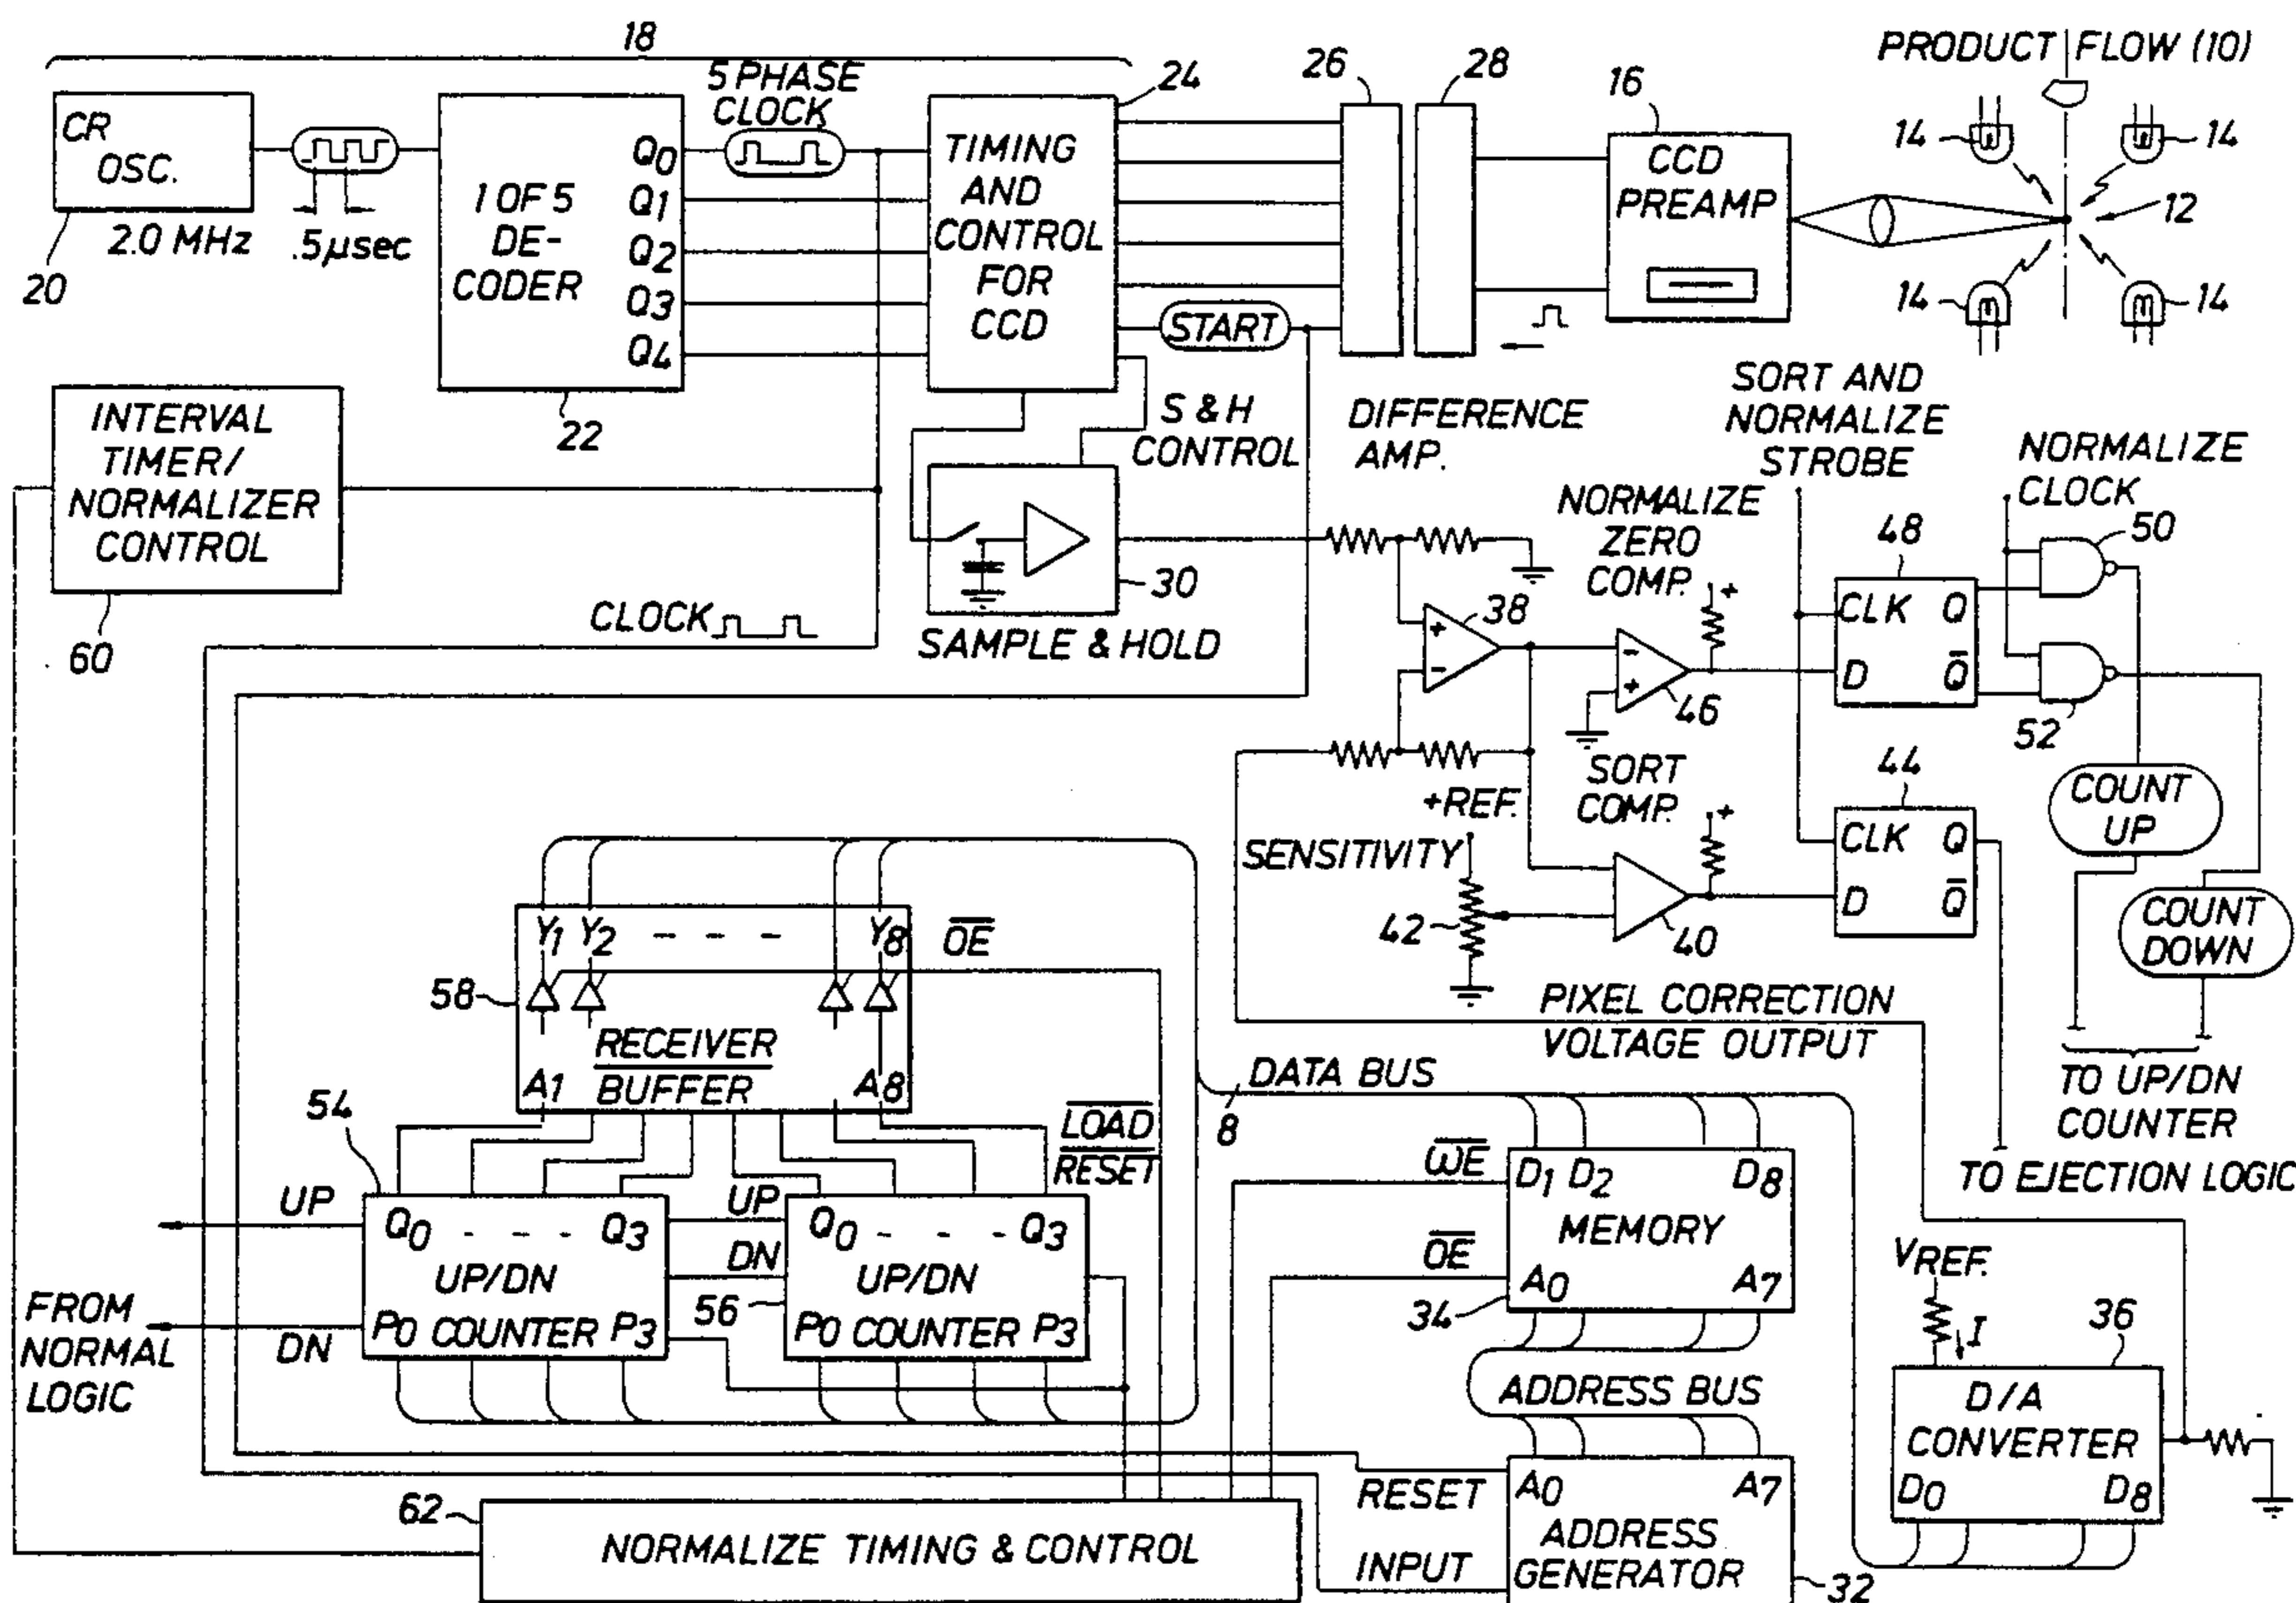 18
PRODUCT FLOW (10)
5 PHASE
CLOCK
24
26
28
16
CR
OSC.
20
2.0 MHz
.5μsec
1 OF 5
DE-
CODER
Q0
Q1
Q2
Q3
Q4
22
TIMING
AND
CONTROL
FOR
CCD
START
CCD
PREAMP
14
14
12
14
14
INTERVAL
TIMER/
NORMALIZER
CONTROL
60
S & H
CONTROL
DIFFERENCE
AMP.
SORT AND
NORMALIZE
STROBE
NORMALIZE
CLOCK
NORMALIZE
ZERO
COMP.
+
48
50
30
SAMPLE & HOLD
CLOCK
38
+
-
-
+
46
CLK Q
D Q̅
52
COUNT
UP
COUNT
DOWN
SORT
COMP.
+
44
+REF.
SENSITIVITY
42
40
CLK Q
D Q̅
TO UP/DN
COUNTER
TO EJECTION LOGIC
PIXEL CORRECTION
VOLTAGE OUTPUT
Y1 Y2 - - - Y8
O̅E̅
58
RECEIVER
BUFFER
A1 A8
DATA BUS
8
54
L̅O̅A̅D̅
R̅E̅S̅E̅T̅
UP
Q0 - - - Q3
UP/DN
P0 COUNTER P3
DN
UP
DN
56
Q0 - - - Q3
UP/DN
P0 COUNTER P3
FROM
NORMAL
LOGIC
W̅E̅
O̅E̅
D1 D2 D8
MEMORY
A0 A7
34
ADDRESS BUS
VREF.
I
36
D/A
CONVERTER
D0 D8
62
NORMALIZE TIMING & CONTROL
RESET
INPUT
A0 A7
ADDRESS
GENERATOR
32